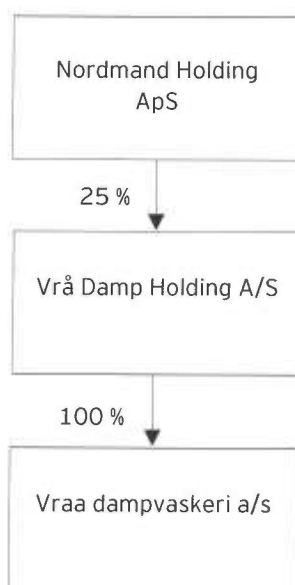 Nordmand Holding
ApS
25 %
Vrå Damp Holding A/S
100 %
Vraa dampvaskeri a/s